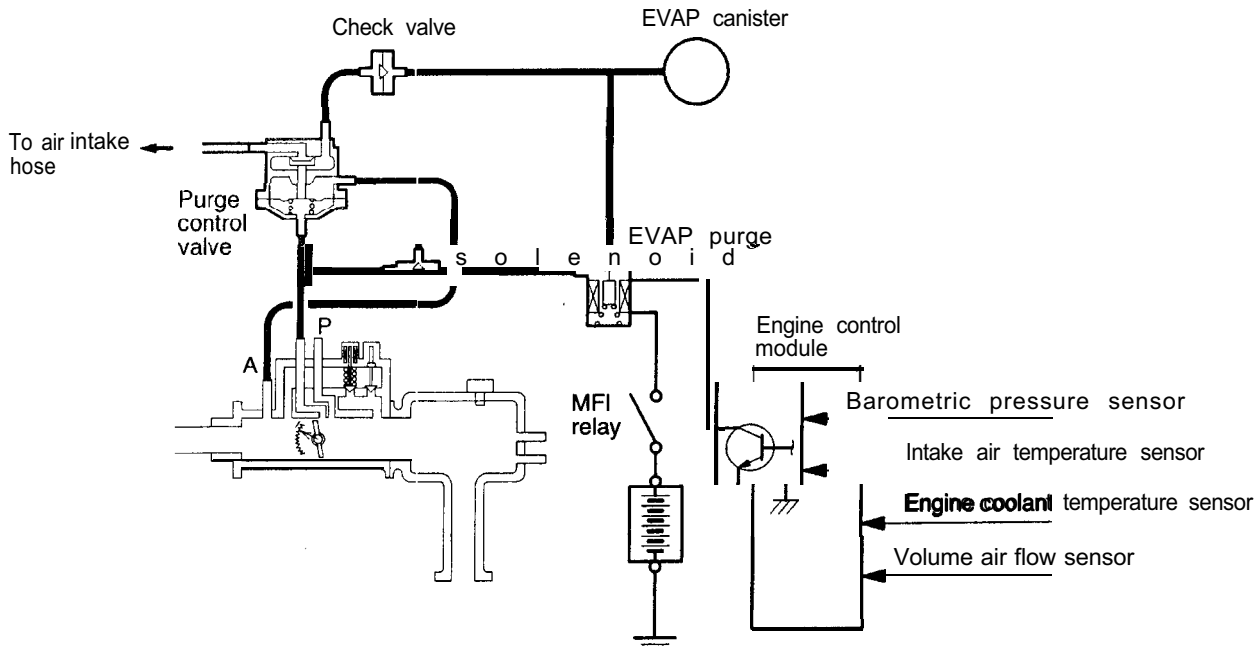 EVAP canister
Check valve
To air intake
hose
Purge
control
valve
EVAP purge
solenoid
P
A
Engine control
module
MFI
relay
Barometric pressure sensor
Intake air temperature sensor
Engine coolant temperature sensor
Volume air flow sensor